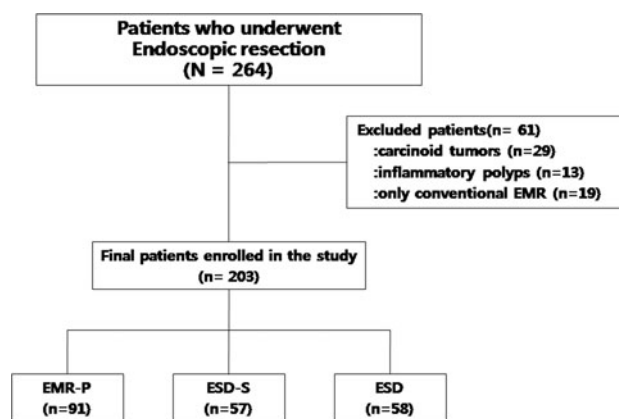 Patients who underwent
Endoscopic resection
(N = 264)
Excluded patients(n= 61)
:carcinoid tumors (n=29)
:inflammatory polyps (n=13)
:only conventional EMR (n=19)
Final patients enrolled in the study
(n= 203)
EMR-P
(n=91)
ESD-S
(n=57)
ESD
(n=58)